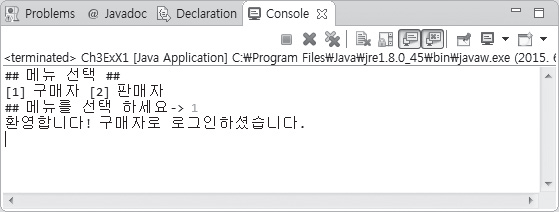 Problems @ Javadoc Declaration Console
<terminated> Ch3ExX1 [Java Application] C:\Program Files\Java\jre1.8.0_45\bin\javaw.exe (2015. 6
## 메뉴 선택 ##
[1] 구매자 [2] 판매자
## 메뉴를 선택 하세요-> 1
환영합니다! 구매자로 로그인하셨습니다.